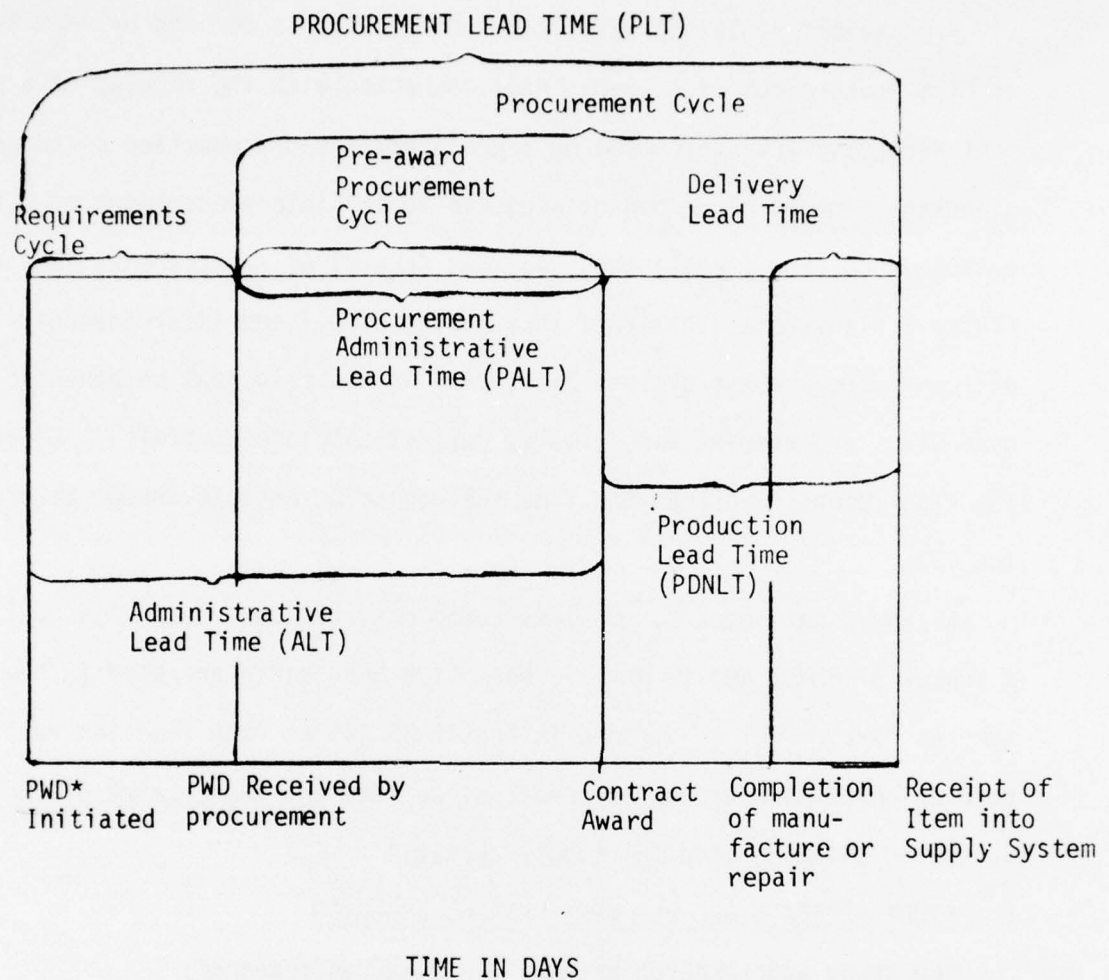 PROCUREMENT LEAD TIME (PLT)
Procurement Cycle
Pre-award
Procurement
Cycle
Delivery
Lead Time
Requirements
Cycle
Procurement
Administrative
Lead Time (PALT)
Production
Lead Time
(PDNLT)
Administrative
Lead Time (ALT)
PWD*
Initiated
PWD Received by
procurement
Contract
Award
Completion
of manu-
facture or
repair
Receipt of
Item into
Supply System
TIME IN DAYS